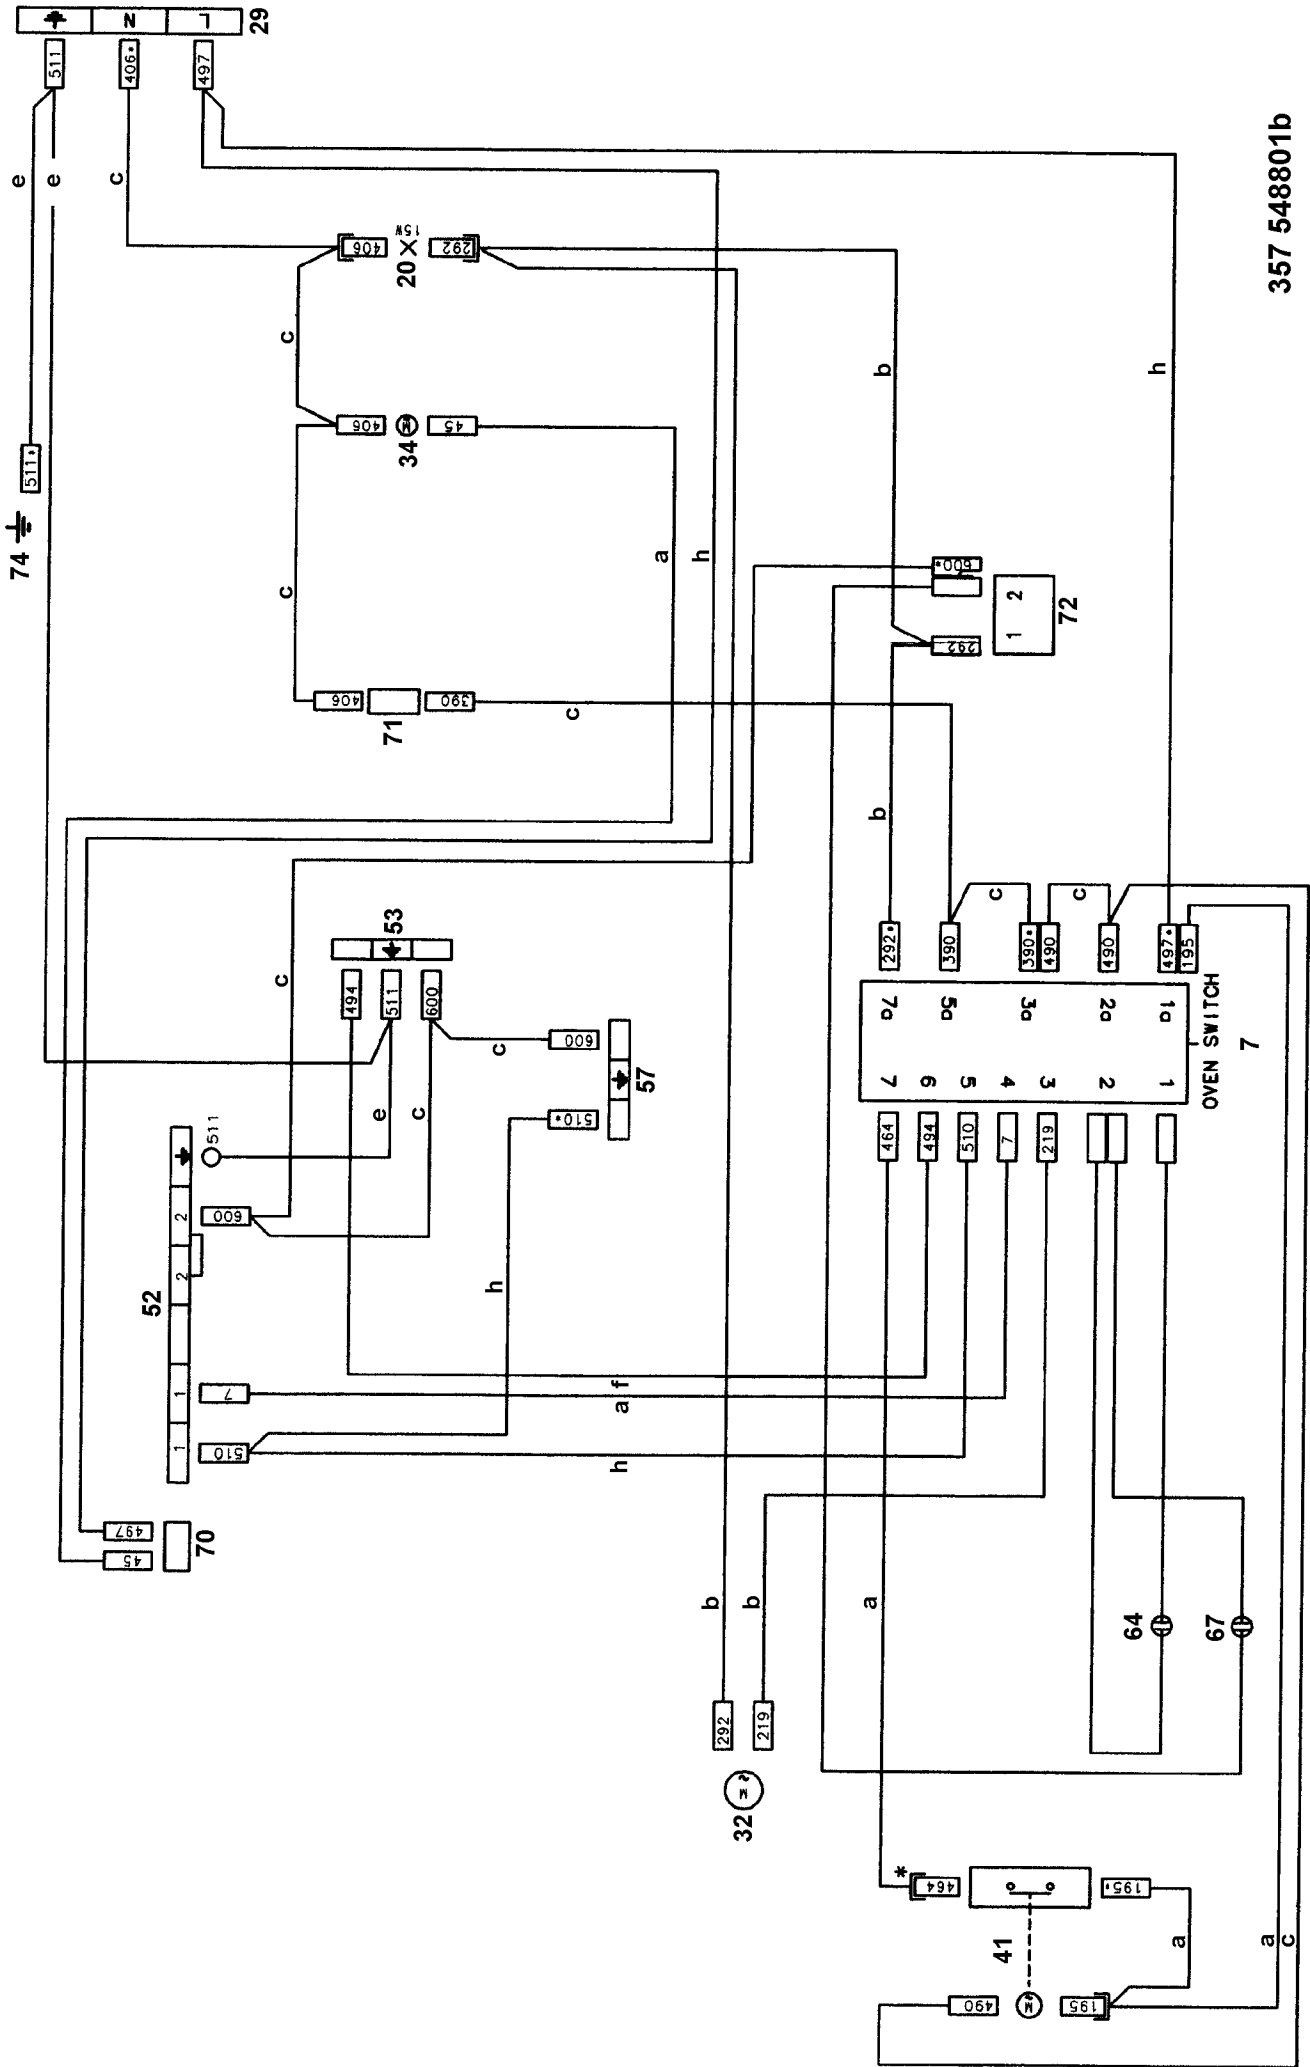 ⏚ N L 29
511 406* 497
e e c
20 15W
406 292
c
406 34 45
511*
74
c a h b h
600*
1 2
72
292
406 71 390
c
b
53
494 511 600
c
c c
292* 390 390* 490 490 497* 195
7a 5a 3a 2a 1a
7 6 5 4 3 2 1
OVEN SWITCH
7
464 494 510 7 219
600
c
57
510*
e c
511
600
2 2 1 1
52
7
510
h
a f
h
497 45
70
b b a
64 67
292 219
32
464 *
195*
41
490 195
a a c
M M M
357 548801b